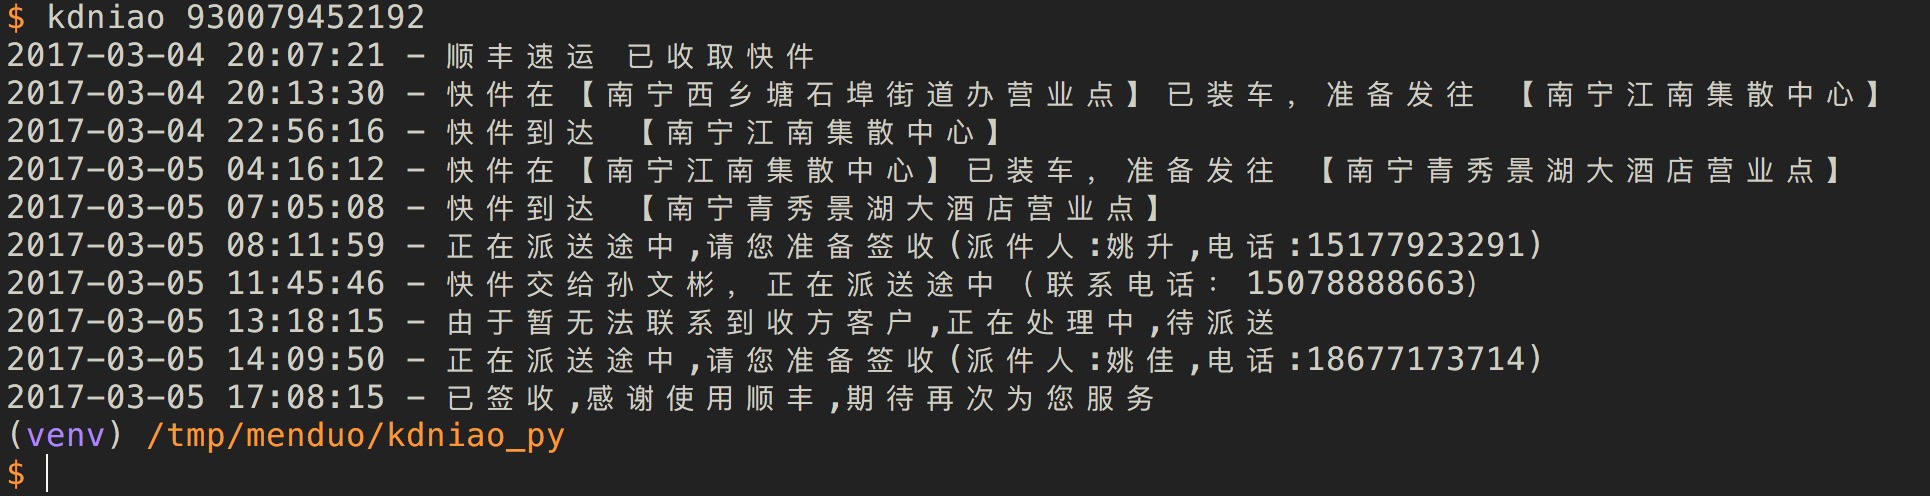 $ kdniao 930079452192
2017-03-04 20:07:21 - 顺丰速运 已收取快件
2017-03-04 20:13:30 - 快件在【南宁西乡塘石埠街道办营业点】已装车，准备发往 【南宁江南集散中心】
2017-03-04 22:56:16 - 快件到达 【南宁江南集散中心】
2017-03-05 04:16:12 - 快件在【南宁江南集散中心】已装车，准备发往 【南宁青秀景湖大酒店营业点】
2017-03-05 07:05:08 - 快件到达 【南宁青秀景湖大酒店营业点】
2017-03-05 08:11:59 - 正在派送途中,请您准备签收(派件人:姚升,电话:15177923291)
2017-03-05 11:45:46 - 快件交给孙文彬，正在派送途中（联系电话：15078888663）
2017-03-05 13:18:15 - 由于暂无法联系到收方客户,正在处理中,待派送
2017-03-05 14:09:50 - 正在派送途中,请您准备签收(派件人:姚佳,电话:18677173714)
2017-03-05 17:08:15 - 已签收,感谢使用顺丰,期待再次为您服务
(venv) /tmp/menduo/kdniao_py
$